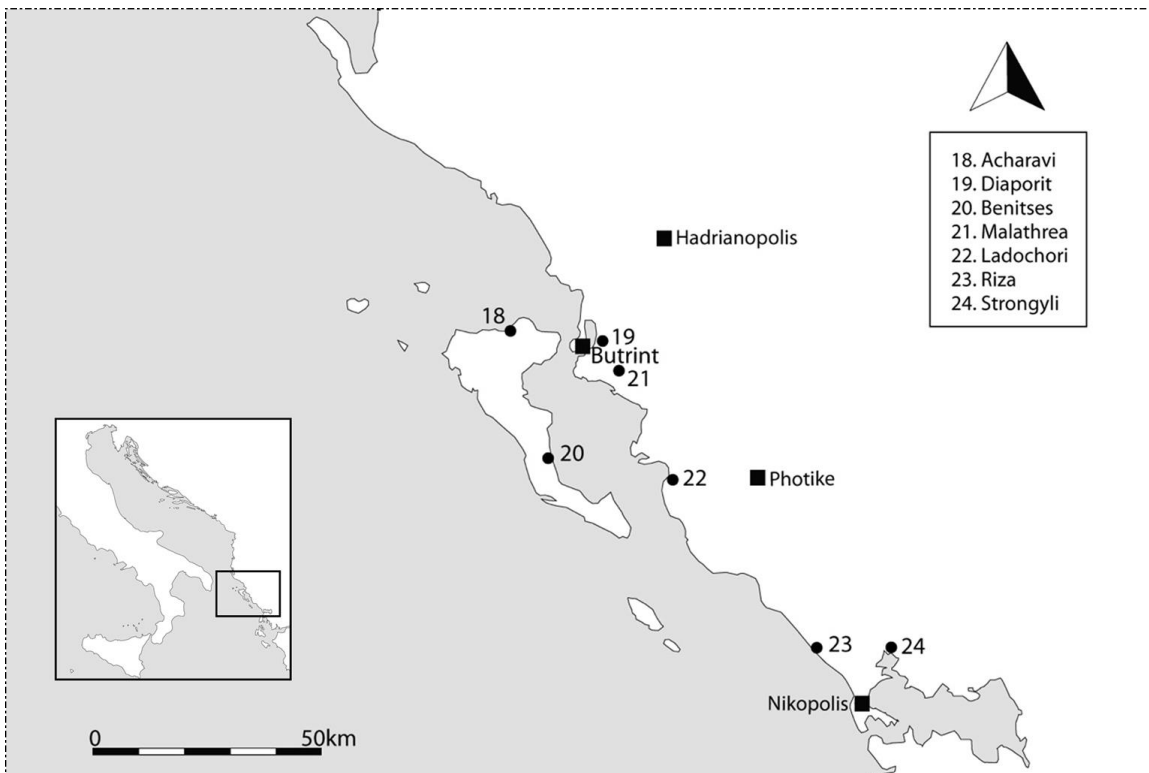 18. Acharavi
19. Diaporit
20. Benitses
21. Malathrea
22. Ladochori
23. Riza
24. Strongyli
Hadrianopolis
18
19
Butrint
21
20
22
Photike
23
24
Nikopolis
0 50km